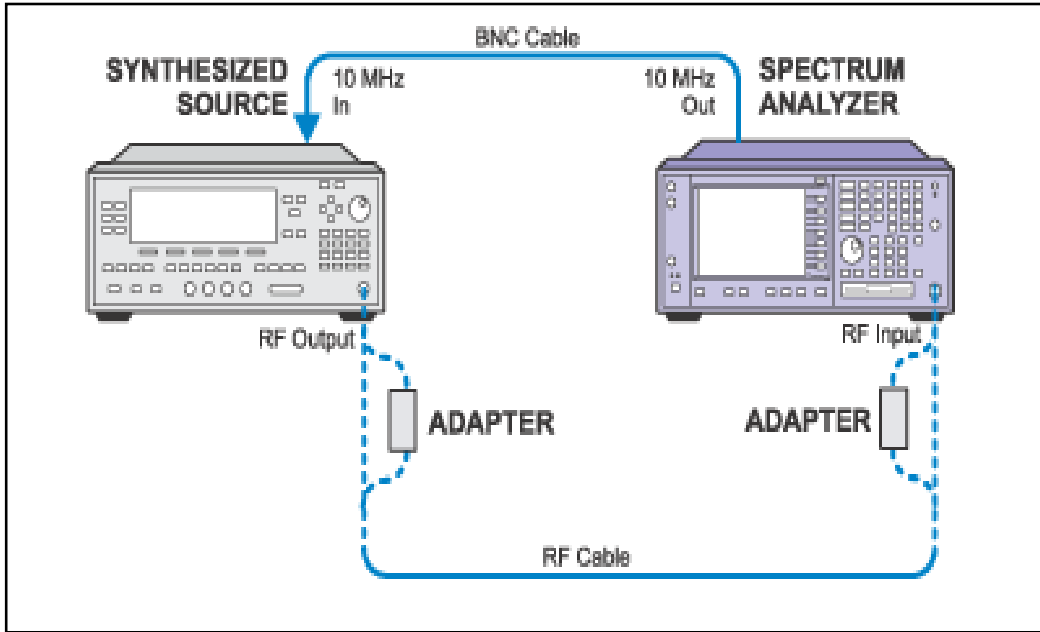 BNC Cable
SYNTHESIZED
SOURCE
10 MHz
In
10 MHz
Out
SPECTRUM
ANALYZER
RF Output
RF Input
ADAPTER
ADAPTER
RF Cable